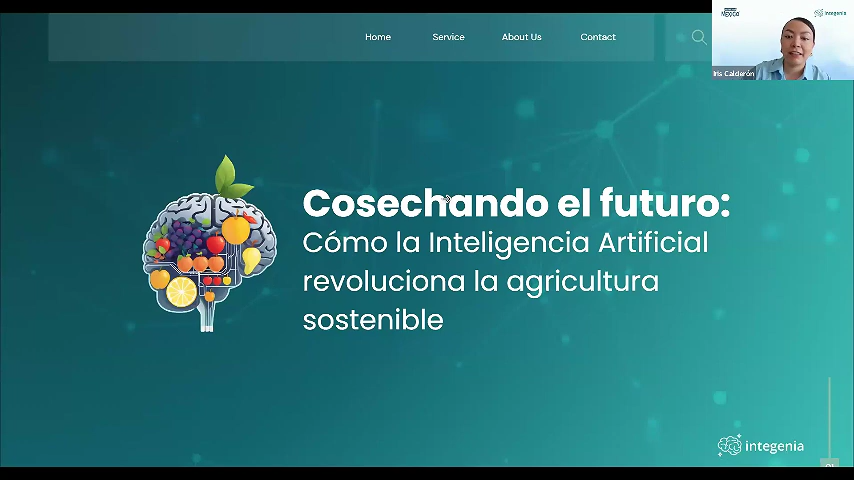 Home
Service
About Us
Contact
MÉXICO
integenia
Iris Calderón
Cosechando el futuro:
Cómo la Inteligencia Artificial
revoluciona la agricultura
sostenible
integenia